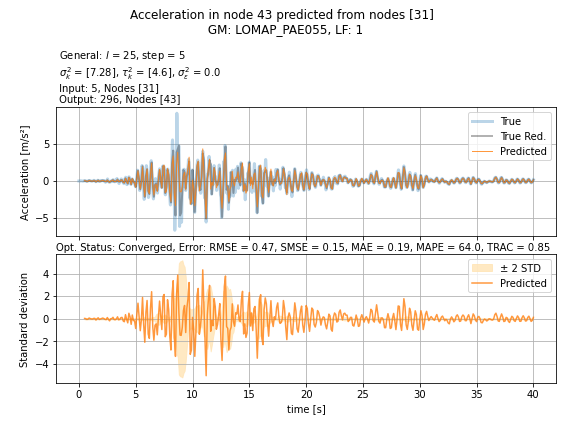 Acceleration in node 43 predicted from nodes [31]
GM: LOMAP_PAE055, LF: 1
General: l = 25, step = 5
σ²ₖ = [7.28], τ²ₖ = [4.6], σ²_ε = 0.0
Input: 5, Nodes [31]
Output: 296, Nodes [43]
Acceleration [m/s²]
5
0
−5
True
True Red.
Predicted
Opt. Status: Converged, Error: RMSE = 0.47, SMSE = 0.15, MAE = 0.19, MAPE = 64.0, TRAC = 0.85
Standard deviation
4
2
0
−2
−4
± 2 STD
Predicted
0 5 10 15 20 25 30 35 40
time [s]